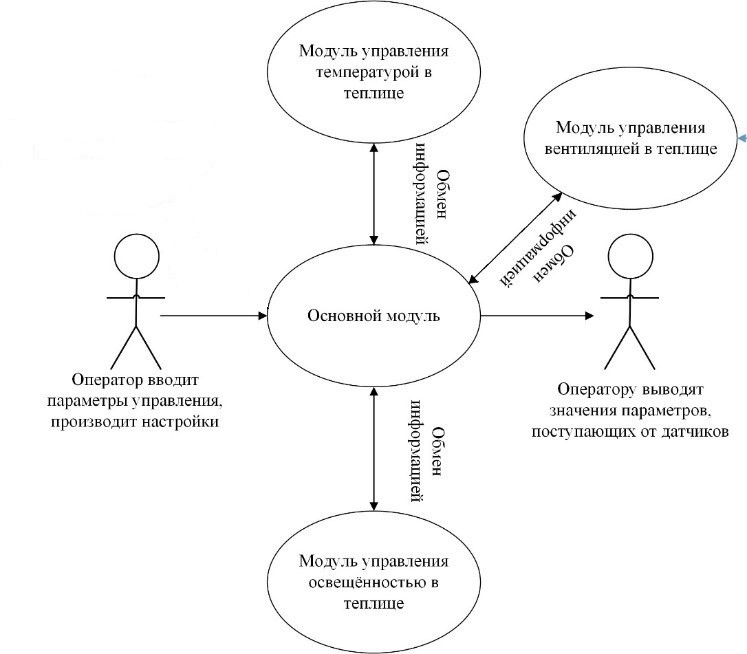 Модуль управления
температурой в
теплице
Модуль управления
вентиляцией в теплице
Обмен
информацией
Обмен
информацией
Основной модуль
Оператор вводит
параметры управления,
производит настройки
Оператору выводят
значения параметров,
поступающих от датчиков
Обмен
информацией
Модуль управления
освещённостью в
теплице